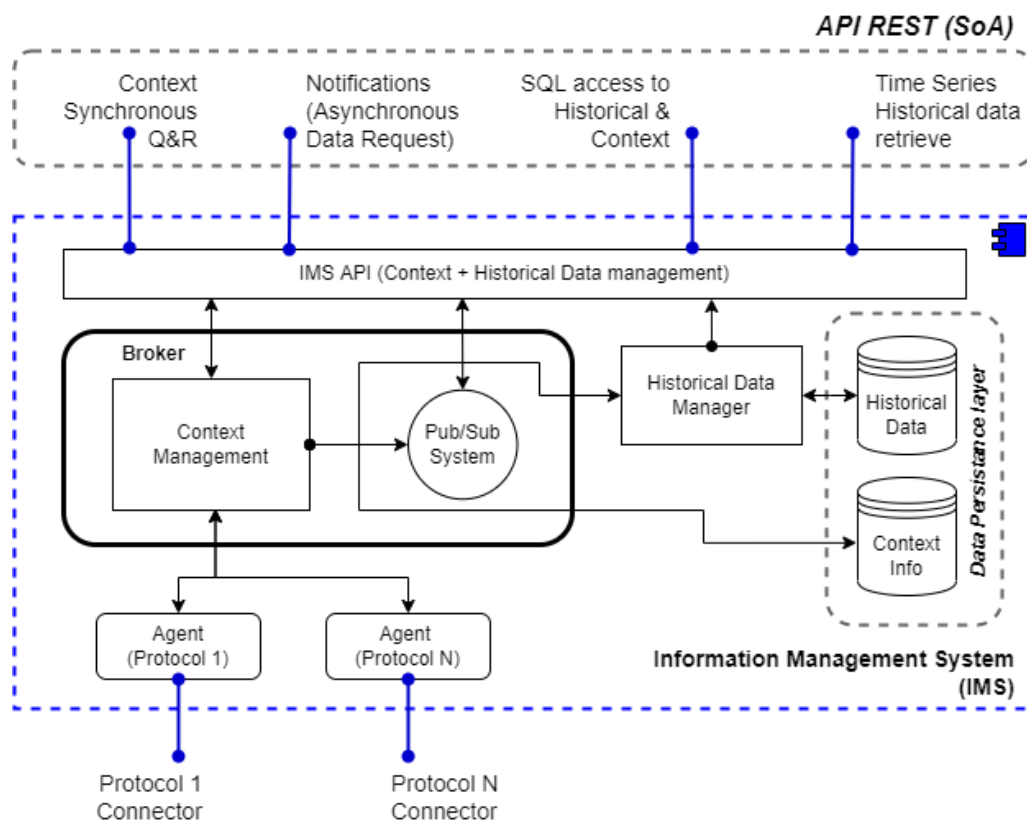 API REST (SoA)
Context
Synchronous
Q&R
Notifications
(Asynchronous
Data Request)
SQL access to
Historical &
Context
Time Series
Historical data
retrieve
IMS API (Context + Historical Data management)
Broker
Context
Management
Pub/Sub
System
Historical Data
Manager
Historical
Data
Context
Info
Data Persistance layer
Agent
(Protocol 1)
Agent
(Protocol N)
Information Management System
(IMS)
Protocol 1
Connector
Protocol N
Connector